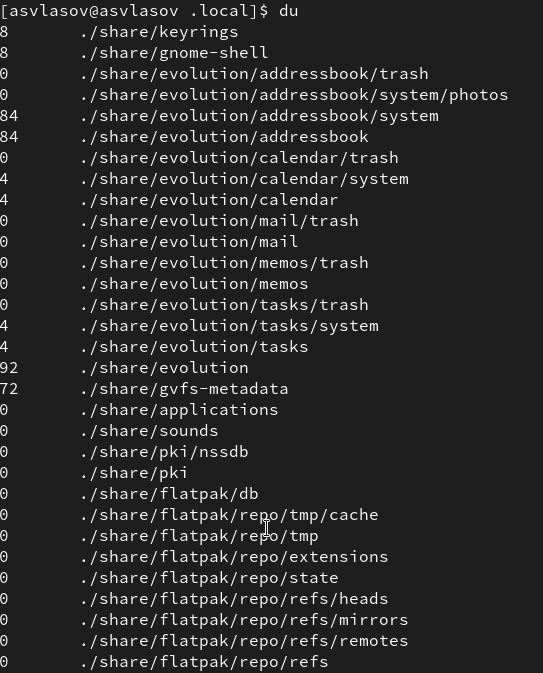 [asvlasov@asvlasov .local]$ du
8       ./share/keyrings
8       ./share/gnome-shell
0       ./share/evolution/addressbook/trash
0       ./share/evolution/addressbook/system/photos
84      ./share/evolution/addressbook/system
84      ./share/evolution/addressbook
0       ./share/evolution/calendar/trash
4       ./share/evolution/calendar/system
4       ./share/evolution/calendar
0       ./share/evolution/mail/trash
0       ./share/evolution/mail
0       ./share/evolution/memos/trash
0       ./share/evolution/memos
0       ./share/evolution/tasks/trash
4       ./share/evolution/tasks/system
4       ./share/evolution/tasks
92      ./share/evolution
72      ./share/gvfs-metadata
0       ./share/applications
0       ./share/sounds
0       ./share/pki/nssdb
0       ./share/pki
0       ./share/flatpak/db
0       ./share/flatpak/repo/tmp/cache
0       ./share/flatpak/repo/tmp
0       ./share/flatpak/repo/extensions
0       ./share/flatpak/repo/state
0       ./share/flatpak/repo/refs/heads
0       ./share/flatpak/repo/refs/mirrors
0       ./share/flatpak/repo/refs/remotes
0       ./share/flatpak/repo/refs